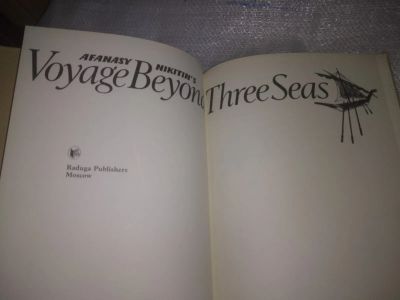 AFANASY NIKITIN'S
Voyage Beyond Three Seas
Raduga Publishers
Moscow